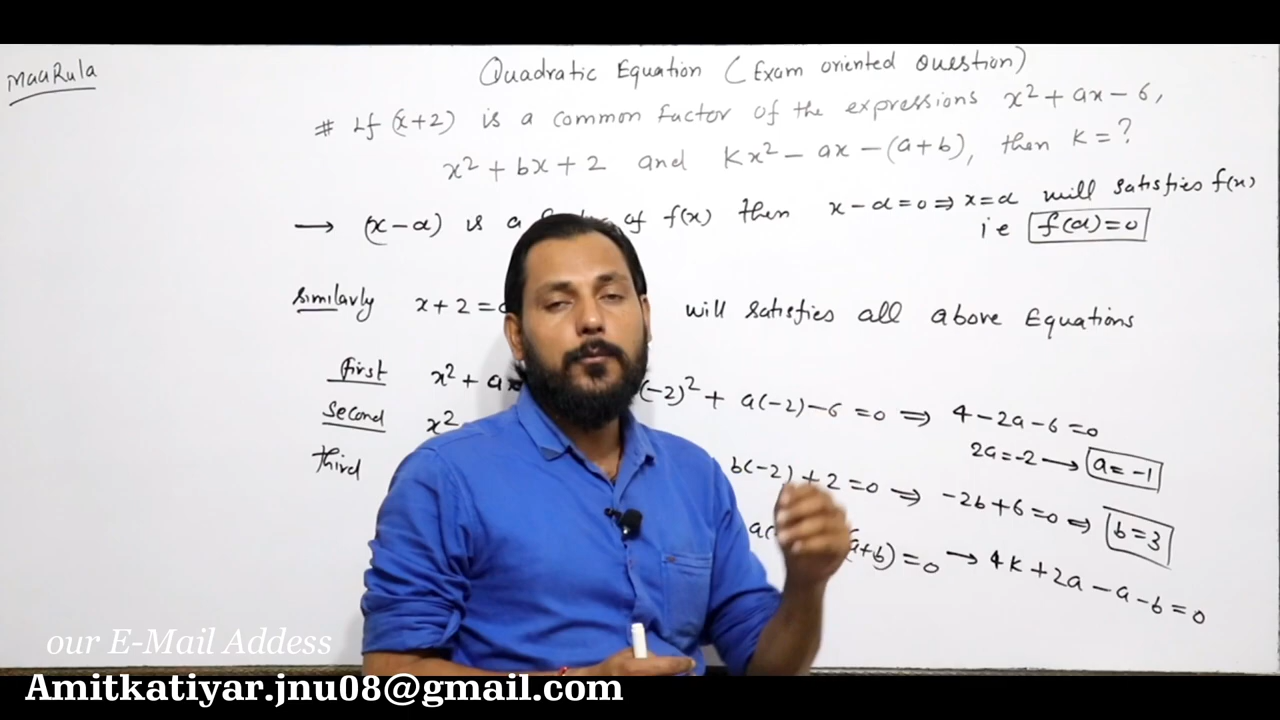 MaaRula
Quadratic Equation (Exam oriented Question)
# If (x+2) is a common factor of the expressions x² + ax - 6,
x² + bx + 2 and Kx² - ax - (a+b), then K = ?
→ (x-α) is a of f(x) then x - α = 0 ⇒ x = α will satisfies f(x)
i e f(α) = 0
Similarly x + 2 = will satisfies all above Equations
first x² + a (-2)² + a(-2) - 6 = 0 ⇒ 4 - 2a - 6 = 0
2a = -2 → a = -1
Second x² b(-2) + 2 = 0 ⇒ -2b + 6 = 0 ⇒ b = 3
third a( (a+b) = 0 → 4K + 2a - a - b = 0
our E-Mail Addess
Amitkatiyar.jnu08@gmail.com